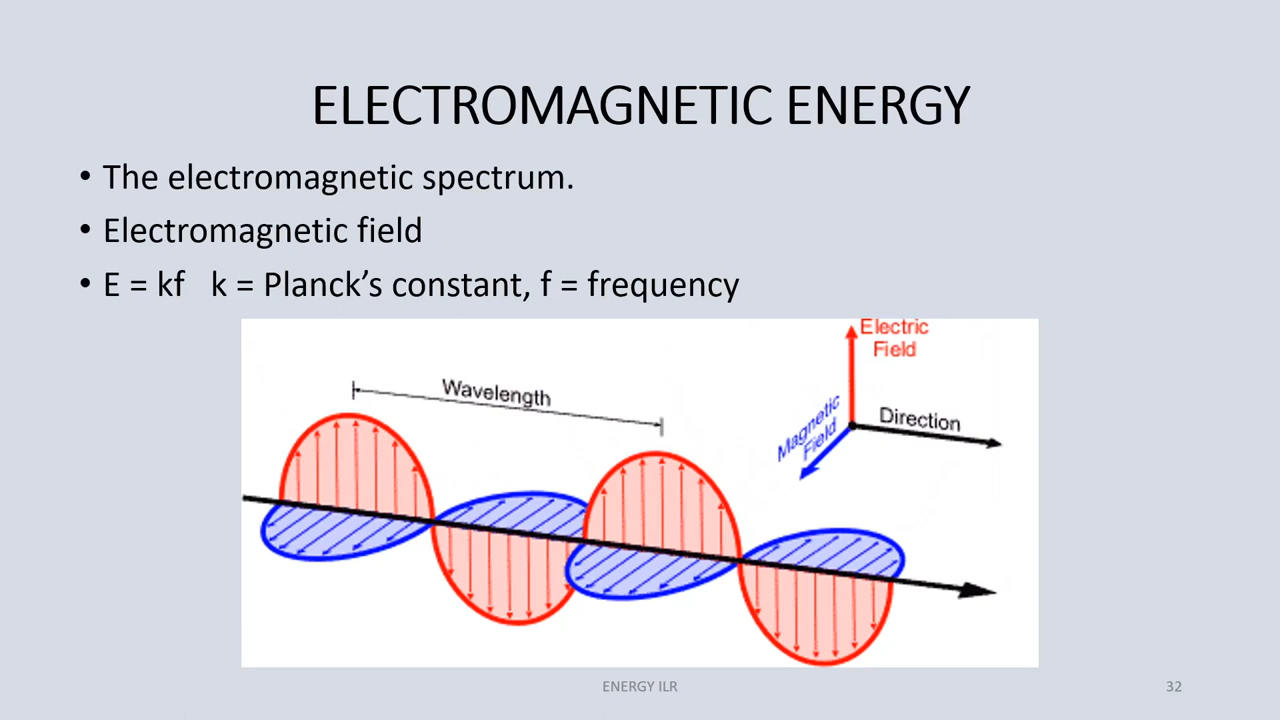 ELECTROMAGNETIC ENERGY
• The electromagnetic spectrum.
• Electromagnetic field
• E = kf   k = Planck’s constant, f = frequency
Electric
Field
Wavelength
Magnetic
Field
Direction
ENERGY ILR
32